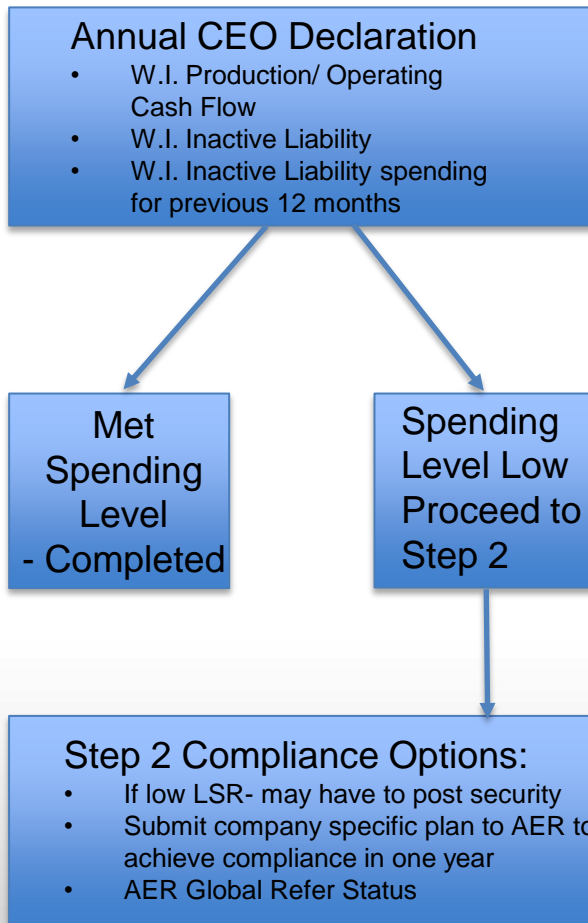 Annual CEO Declaration
• W.I. Production/ Operating
Cash Flow
• W.I. Inactive Liability
• W.I. Inactive Liability spending
for previous 12 months
Met
Spending
Level
- Completed
Spending
Level Low
Proceed to
Step 2
Step 2 Compliance Options:
• If low LSR- may have to post security
• Submit company specific plan to AER to
achieve compliance in one year
• AER Global Refer Status